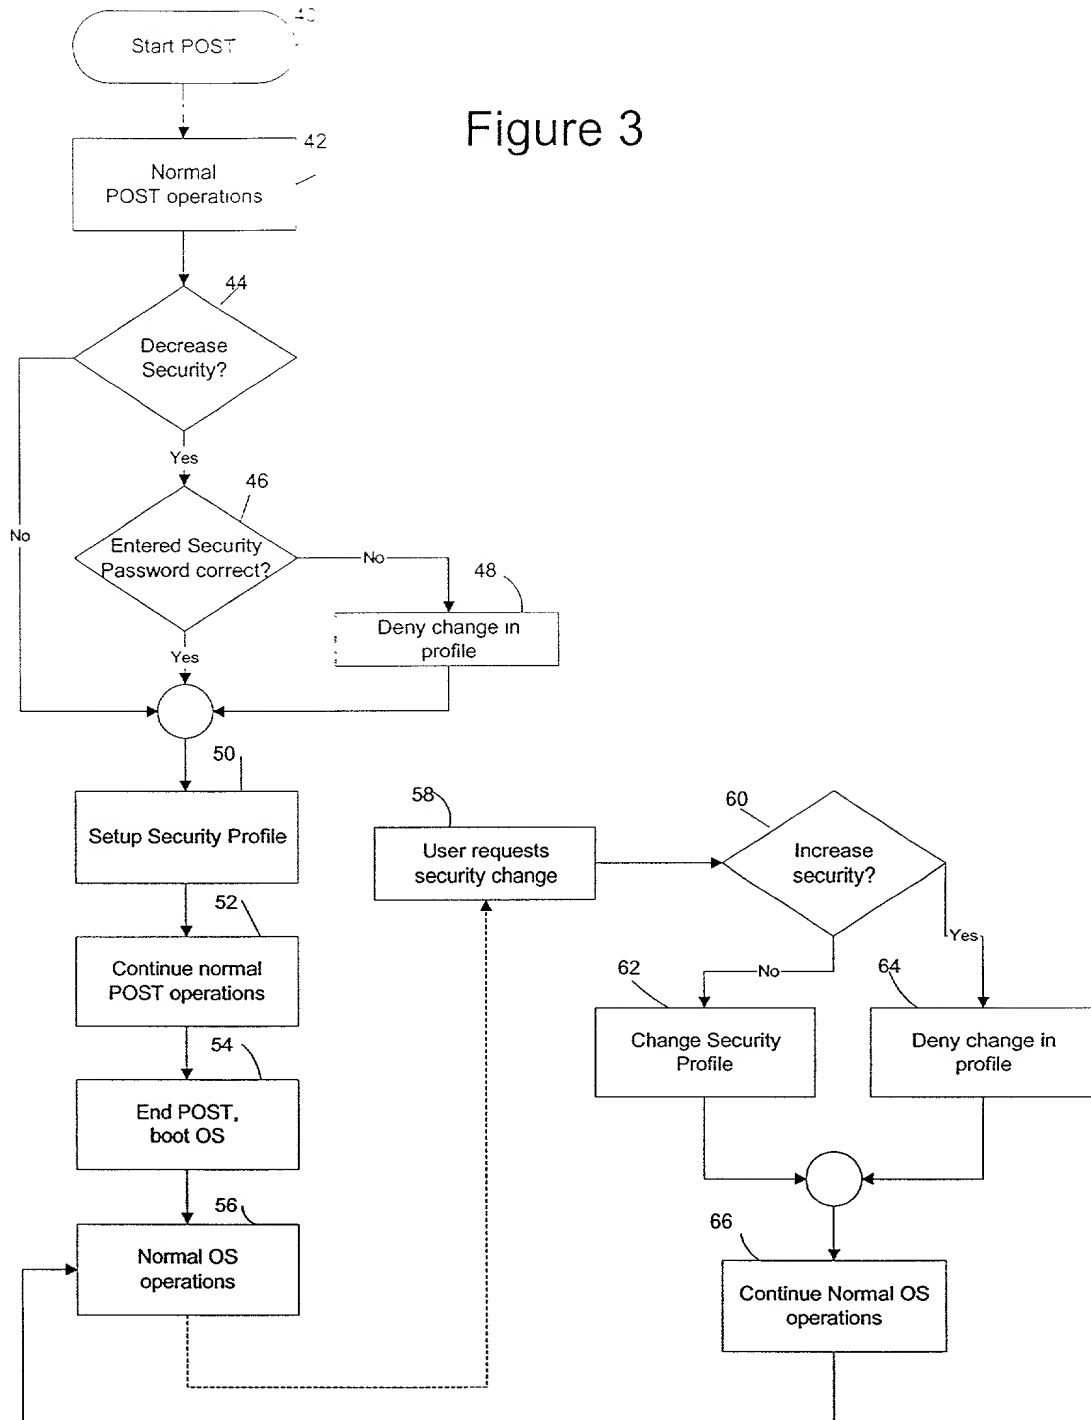 40
Start POST
Figure 3
42
Normal
POST operations
44
Decrease
Security?
Yes
46
No
Entered Security
Password correct?
No
48
Deny change in
profile
Yes
50
Setup Security Profile
58
User requests
security change
60
Increase
security?
52
Continue normal
POST operations
Yes
No
62
64
Change Security
Profile
Deny change in
profile
54
End POST,
boot OS
56
Normal OS
operations
66
Continue Normal OS
operations